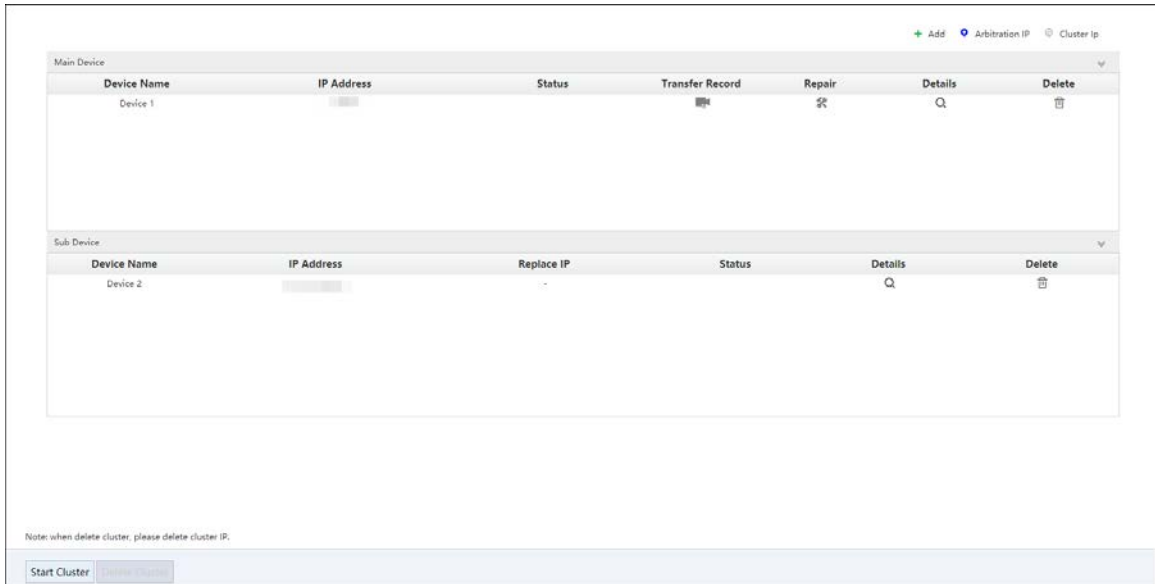 Add Arbitration IP Cluster Ip
Main Device
Device Name IP Address Status Transfer Record Repair Details Delete
Device 1
Sub Device
Device Name IP Address Replace IP Status Details Delete
Device 2 -
Note: when delete cluster, please delete cluster IP.
Start Cluster Delete Cluster